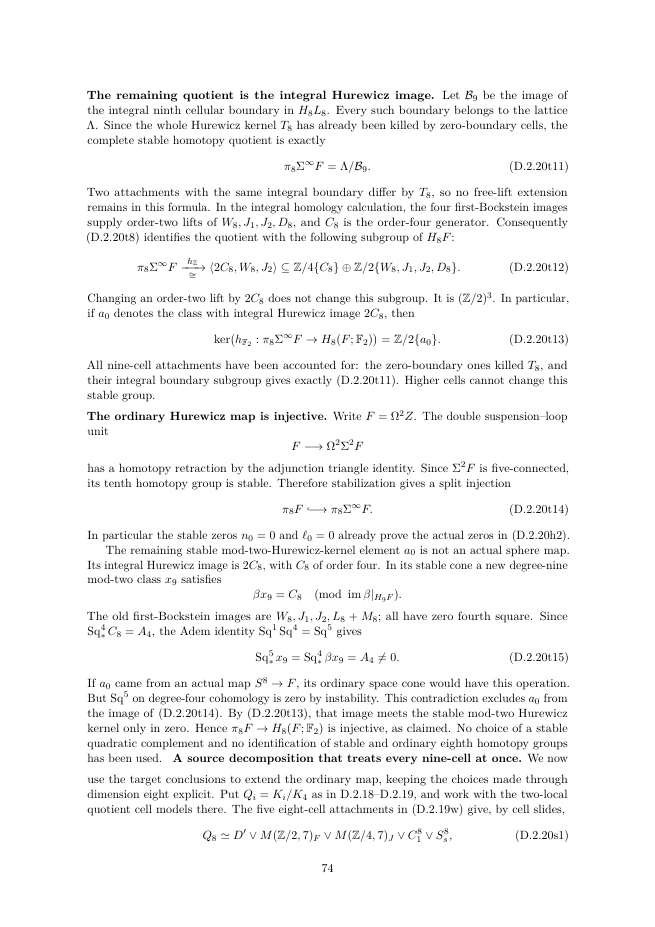 The remaining quotient is the integral Hurewicz image. Let ℬ₉ be the image of
the integral ninth cellular boundary in H₈L₈. Every such boundary belongs to the lattice
Λ. Since the whole Hurewicz kernel T₈ has already been killed by zero-boundary cells, the
complete stable homotopy quotient is exactly
π₈Σ^∞F = Λ/ℬ₉. (D.2.20t11)
Two attachments with the same integral boundary differ by T₈, so no free-lift extension
remains in this formula. In the integral homology calculation, the four first-Bockstein images
supply order-two lifts of W₈, J₁, J₂, D₈, and C₈ is the order-four generator. Consequently
(D.2.20t8) identifies the quotient with the following subgroup of H₈F:
π₈Σ^∞F \xrightarrow[≅]{h_ℤ} ⟨2C₈, W₈, J₂⟩ ⊆ ℤ/4{C₈} ⊕ ℤ/2{W₈, J₁, J₂, D₈}. (D.2.20t12)
Changing an order-two lift by 2C₈ does not change this subgroup. It is (ℤ/2)³. In particular,
if a₀ denotes the class with integral Hurewicz image 2C₈, then
ker(h_{𝔽₂} : π₈Σ^∞F → H₈(F; 𝔽₂)) = ℤ/2{a₀}. (D.2.20t13)
All nine-cell attachments have been accounted for: the zero-boundary ones killed T₈, and
their integral boundary subgroup gives exactly (D.2.20t11). Higher cells cannot change this
stable group.
The ordinary Hurewicz map is injective. Write F = Ω²Z. The double suspension–loop
unit
F ⟶ Ω²Σ²F
has a homotopy retraction by the adjunction triangle identity. Since Σ²F is five-connected,
its tenth homotopy group is stable. Therefore stabilization gives a split injection
π₈F ↪ π₈Σ^∞F. (D.2.20t14)
In particular the stable zeros n₀ = 0 and ℓ₀ = 0 already prove the actual zeros in (D.2.20h2).
The remaining stable mod-two-Hurewicz-kernel element a₀ is not an actual sphere map.
Its integral Hurewicz image is 2C₈, with C₈ of order four. In its stable cone a new degree-nine
mod-two class x₉ satisfies
βx₉ = C₈ (mod im β|_{H₉F}).
The old first-Bockstein images are W₈, J₁, J₂, L₈ + M₈; all have zero fourth square. Since
Sq⁴_*C₈ = A₄, the Adem identity Sq¹ Sq⁴ = Sq⁵ gives
Sq⁵_* x₉ = Sq⁴_* βx₉ = A₄ ≠ 0. (D.2.20t15)
If a₀ came from an actual map S⁸ → F, its ordinary space cone would have this operation.
But Sq⁵ on degree-four cohomology is zero by instability. This contradiction excludes a₀ from
the image of (D.2.20t14). By (D.2.20t13), that image meets the stable mod-two Hurewicz
kernel only in zero. Hence π₈F → H₈(F; 𝔽₂) is injective, as claimed. No choice of a stable
quadratic complement and no identification of stable and ordinary eighth homotopy groups
has been used. A source decomposition that treats every nine-cell at once. We now
use the target conclusions to extend the ordinary map, keeping the choices made through
dimension eight explicit. Put Q_i = K_i/K₄ as in D.2.18–D.2.19, and work with the two-local
quotient cell models there. The five eight-cell attachments in (D.2.19w) give, by cell slides,
Q₈ ≃ D′ ∨ M(ℤ/2, 7)_F ∨ M(ℤ/4, 7)_J ∨ C₁⁸ ∨ S_s⁸, (D.2.20s1)
74